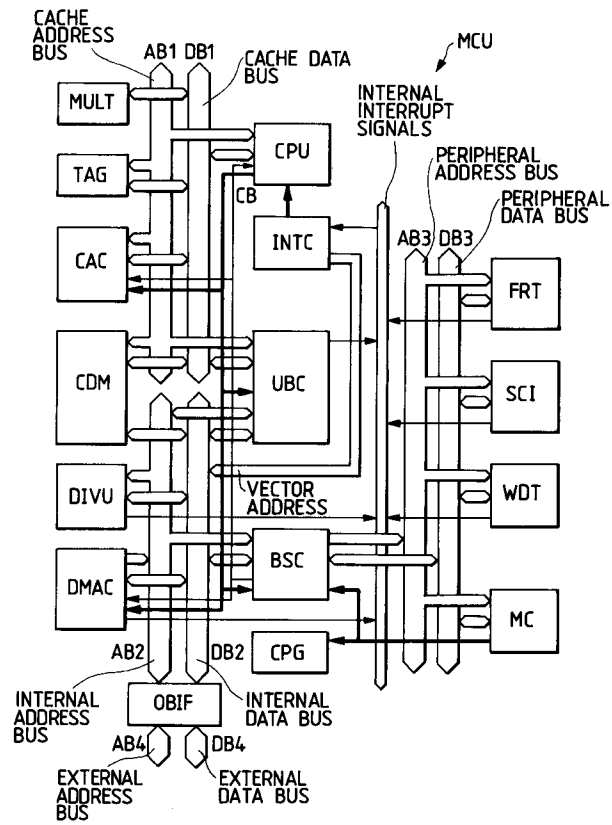 CACHE
ADDRESS
BUS
AB1 DB1
CACHE DATA
BUS
MCU
INTERNAL
INTERRUPT
SIGNALS
MULT
CPU
PERIPHERAL
ADDRESS BUS
PERIPHERAL
DATA BUS
TAG
CB
INTC
AB3 DB3
CAC
FRT
CDM
UBC
SCI
DIVU
VECTOR
ADDRESS
WDT
DMAC
BSC
MC
CPG
AB2
DB2
INTERNAL
ADDRESS
BUS
OBIF
INTERNAL
DATA BUS
AB4
DB4
EXTERNAL
ADDRESS
BUS
EXTERNAL
DATA BUS